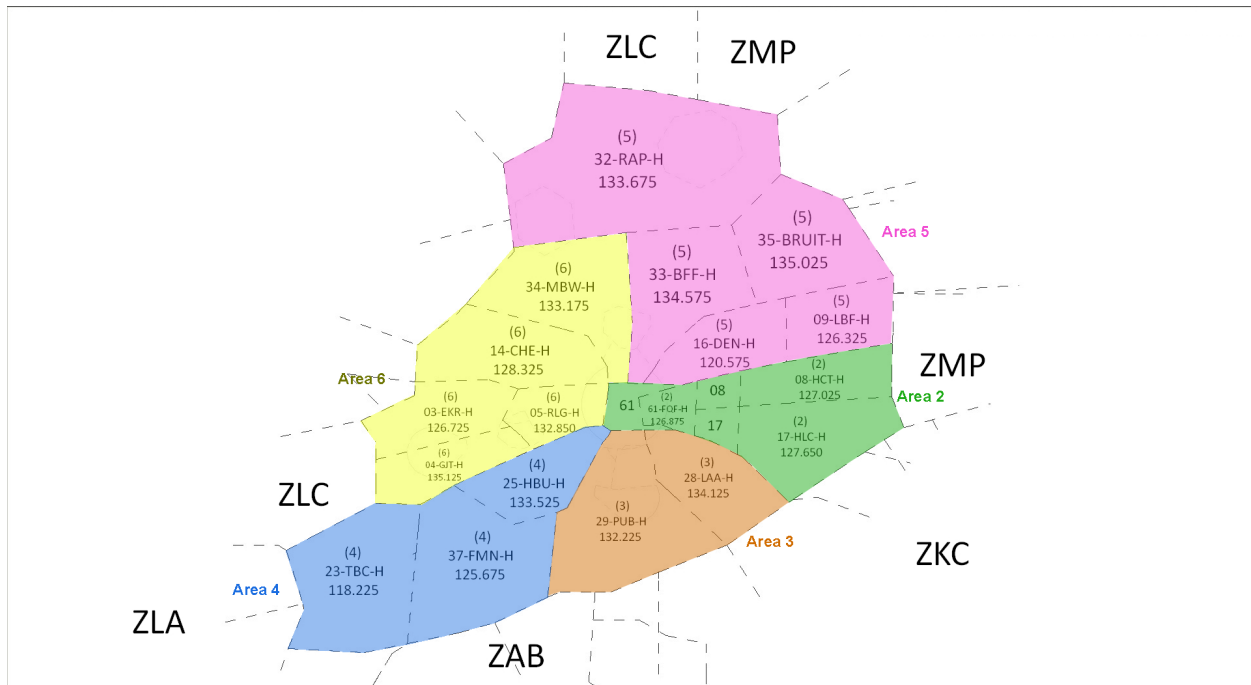 ZLC
ZMP
(5)
32-RAP-H
133.675
(5)
35-BRUIT-H
135.025
Area 5
(5)
33-BFF-H
134.575
(6)
34-MBW-H
133.175
(5)
09-LBF-H
126.325
(5)
16-DEN-H
120.575
(6)
14-CHE-H
128.325
ZMP
(2)
08-HCT-H
127.025
Area 6
Area 2
08
(6)
03-EKR-H
126.725
(6)
05-RLG-H
132.850
61
(2)
61-FQF-H
126.875
17
(2)
17-HLC-H
127.650
(6)
04-GJT-H
135.125
(4)
25-HBU-H
133.525
(3)
28-LAA-H
134.125
ZLC
(3)
29-PUB-H
132.225
Area 3
(4)
37-FMN-H
125.675
ZKC
(4)
23-TBC-H
118.225
Area 4
ZLA
ZAB